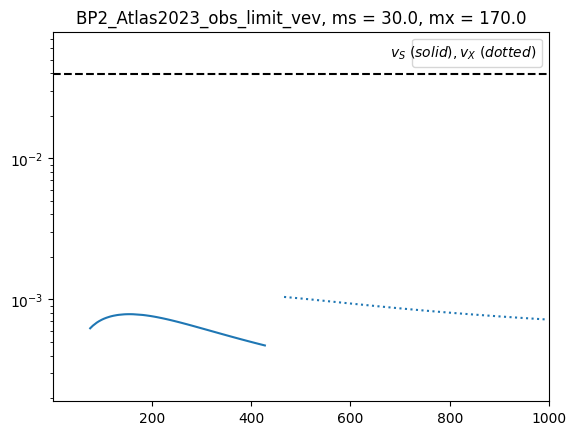 BP2_Atlas2023_obs_limit_vev, ms = 30.0, mx = 170.0
v_S (solid), v_X (dotted)
10^{-2}
10^{-3}
200 400 600 800 1000